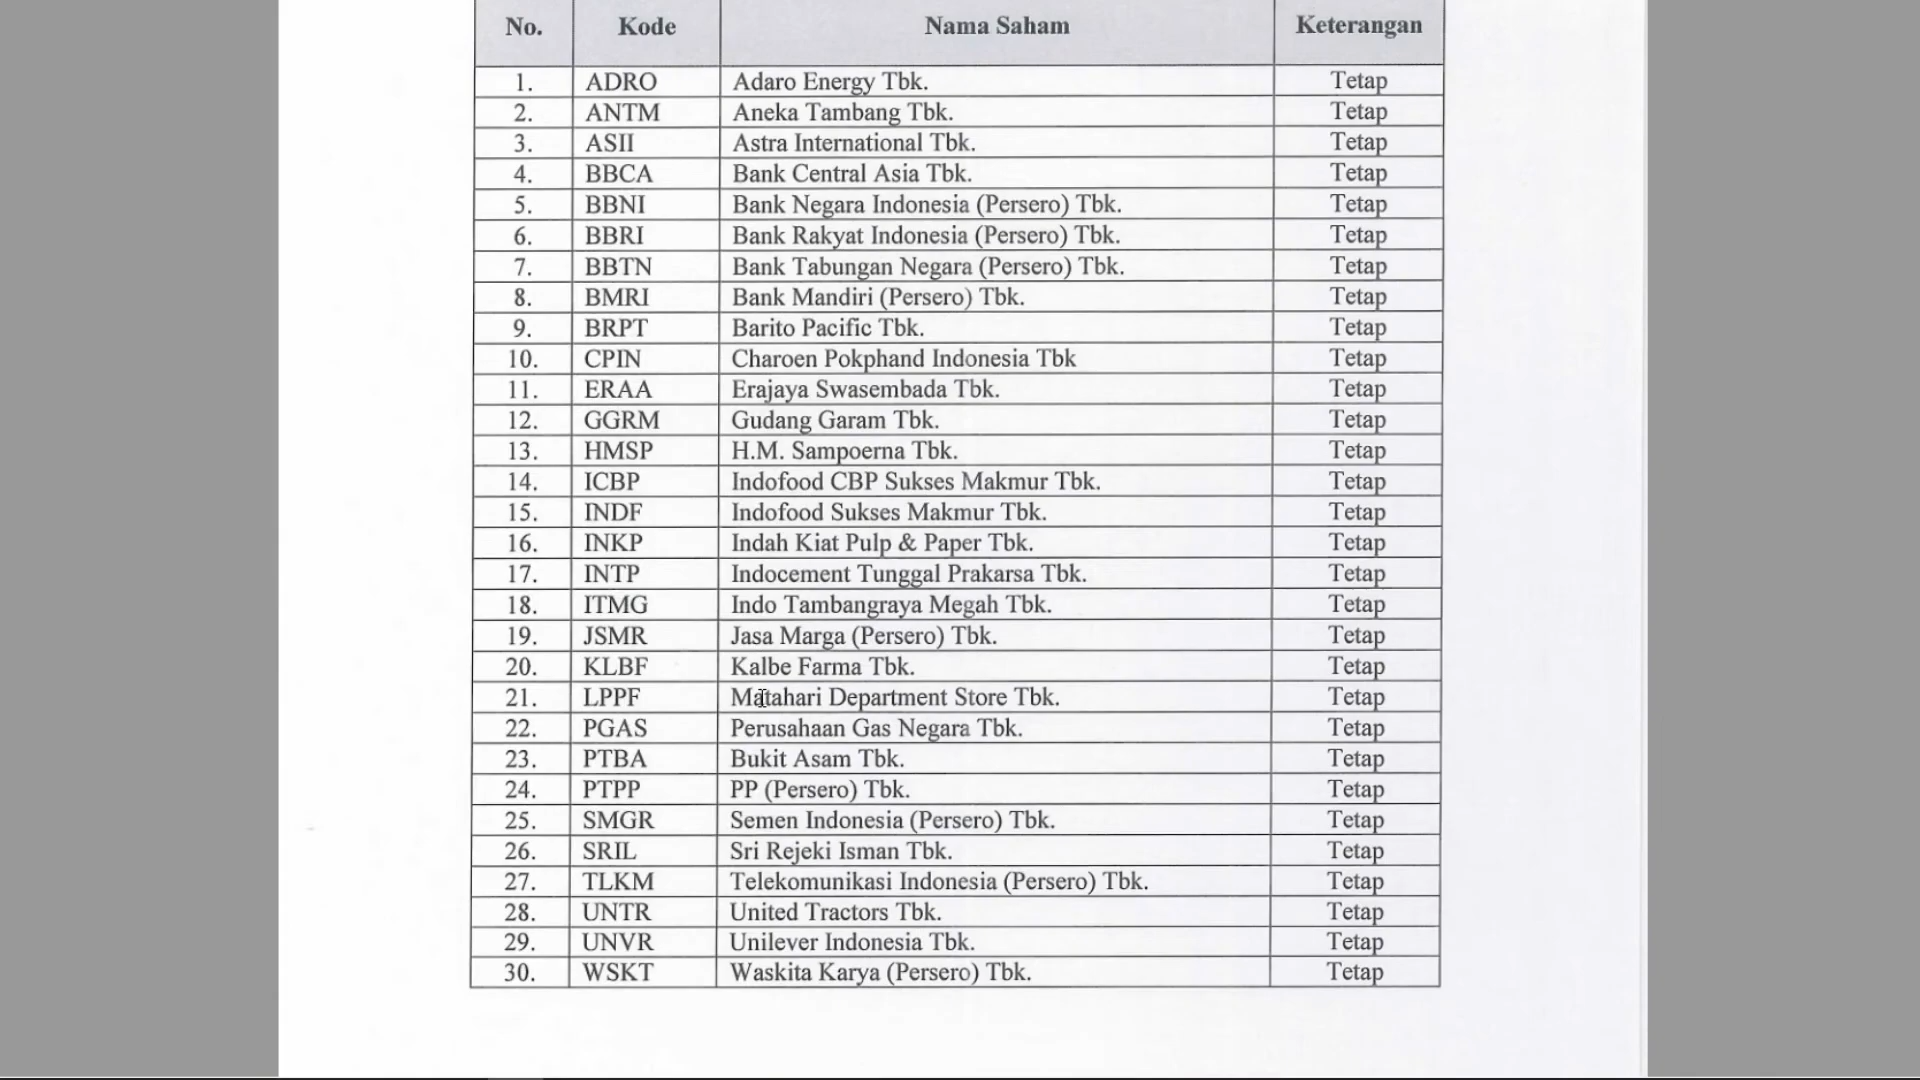 No. Kode Nama Saham Keterangan
1. ADRO Adaro Energy Tbk. Tetap
2. ANTM Aneka Tambang Tbk. Tetap
3. ASII Astra International Tbk. Tetap
4. BBCA Bank Central Asia Tbk. Tetap
5. BBNI Bank Negara Indonesia (Persero) Tbk. Tetap
6. BBRI Bank Rakyat Indonesia (Persero) Tbk. Tetap
7. BBTN Bank Tabungan Negara (Persero) Tbk. Tetap
8. BMRI Bank Mandiri (Persero) Tbk. Tetap
9. BRPT Barito Pacific Tbk. Tetap
10. CPIN Charoen Pokphand Indonesia Tbk Tetap
11. ERAA Erajaya Swasembada Tbk. Tetap
12. GGRM Gudang Garam Tbk. Tetap
13. HMSP H.M. Sampoerna Tbk. Tetap
14. ICBP Indofood CBP Sukses Makmur Tbk. Tetap
15. INDF Indofood Sukses Makmur Tbk. Tetap
16. INKP Indah Kiat Pulp & Paper Tbk. Tetap
17. INTP Indocement Tunggal Prakarsa Tbk. Tetap
18. ITMG Indo Tambangraya Megah Tbk. Tetap
19. JSMR Jasa Marga (Persero) Tbk. Tetap
20. KLBF Kalbe Farma Tbk. Tetap
21. LPPF Matahari Department Store Tbk. Tetap
22. PGAS Perusahaan Gas Negara Tbk. Tetap
23. PTBA Bukit Asam Tbk. Tetap
24. PTPP PP (Persero) Tbk. Tetap
25. SMGR Semen Indonesia (Persero) Tbk. Tetap
26. SRIL Sri Rejeki Isman Tbk. Tetap
27. TLKM Telekomunikasi Indonesia (Persero) Tbk. Tetap
28. UNTR United Tractors Tbk. Tetap
29. UNVR Unilever Indonesia Tbk. Tetap
30. WSKT Waskita Karya (Persero) Tbk. Tetap